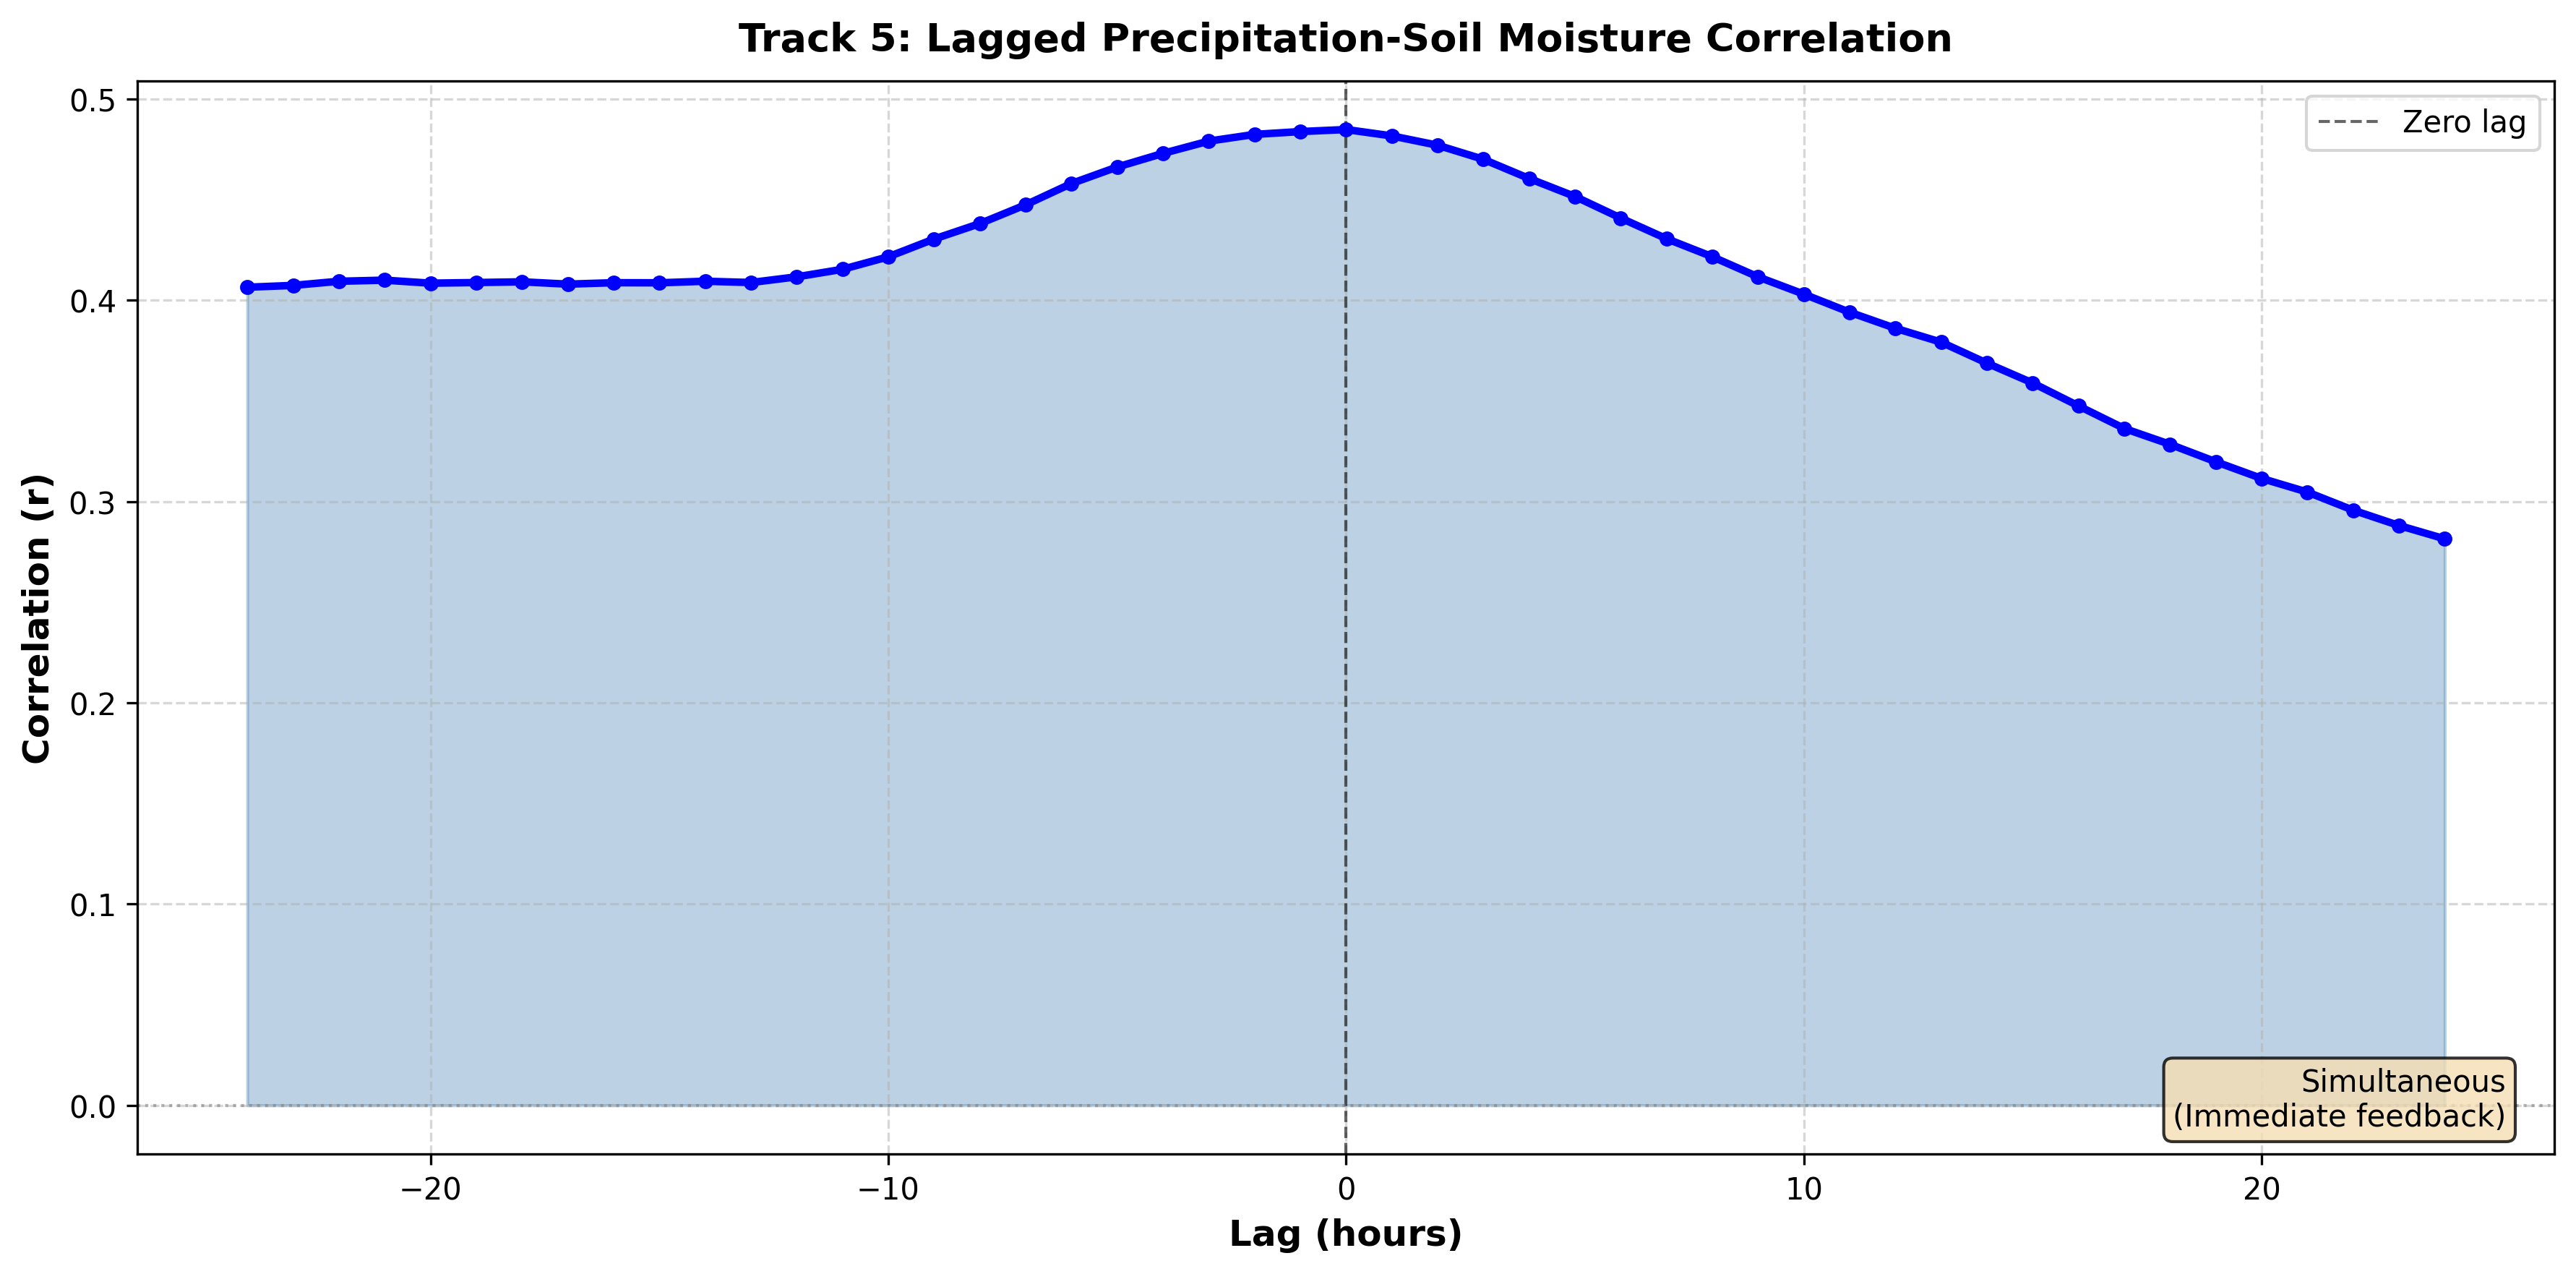 Track 5: Lagged Precipitation-Soil Moisture Correlation
Zero lag
Correlation (r)
0.5
0.4
0.3
0.2
0.1
0.0
Simultaneous
(Immediate feedback)
−20
−10
0
10
20
Lag (hours)